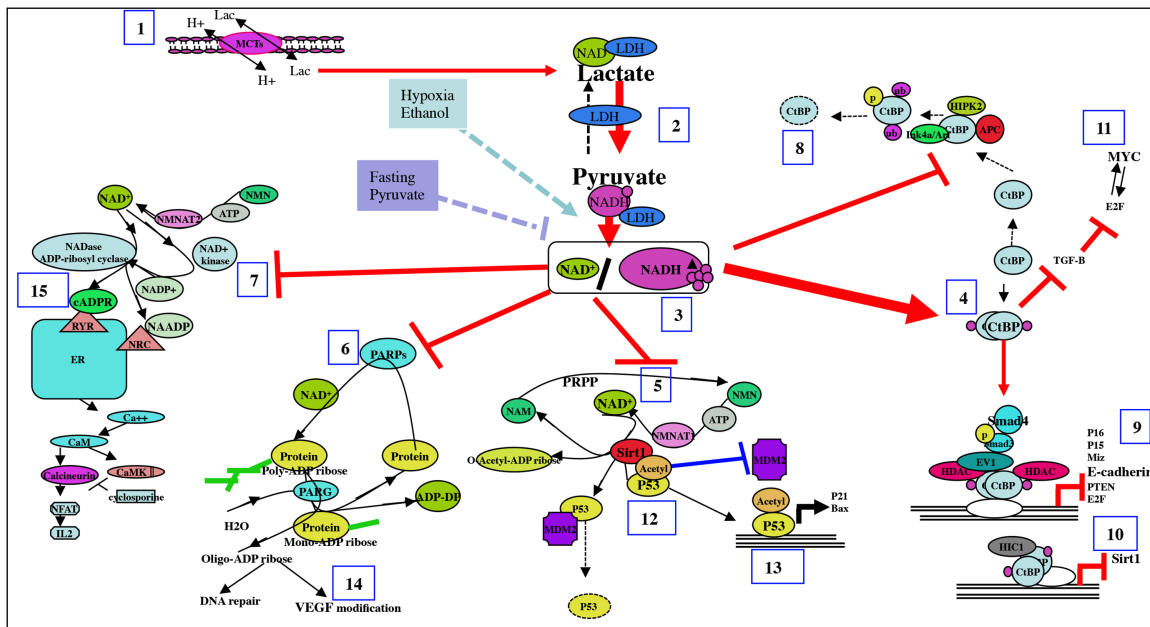 1
H+
Lac
MCTs
H+
Lac
NAD
LDH
Lactate
Hypoxia
Ethanol
LDH
2
Fasting
Pyruvate
Pyruvate
NADH
LDH
NAD+
NADH
3
CtBP
8
p
ub
CtBP
ub
HIPK2
Ink4a/Arf
CtBP
APC
11
MYC
E2F
CtBP
CtBP
TGF-B
4
CtBP
NAD+
NMN
ATP
NMNAT2
NADase
ADP-ribosyl cyclase
NAD+
kinase
7
15
NADP+
cADPR
RYR
NAADP
NRC
ER
Ca++
CaM
Calcineurin
CaMK II
cyclosporine
NFAT
IL2
6
PARPs
NAD+
Protein
Poly-ADP ribose
Protein
PARG
ADP-DP
H2O
Protein
Mono-ADP ribose
Oligo-ADP ribose
DNA repair
VEGF modification
14
PRPP
5
NAM
NAD+
NMN
ATP
NMNAT1
Sirt1
O-Acetyl-ADP ribose
Acetyl
P53
MDM2
P53
MDM2
12
Acetyl
P53
P21
Bax
13
P53
Smad4
p
Smad3
EV1
HDAC
HDAC
CtBP
9
P16
P15
Miz
E-cadherin
PTEN
E2F
10
HIC1
CtBP
BP
Sirt1